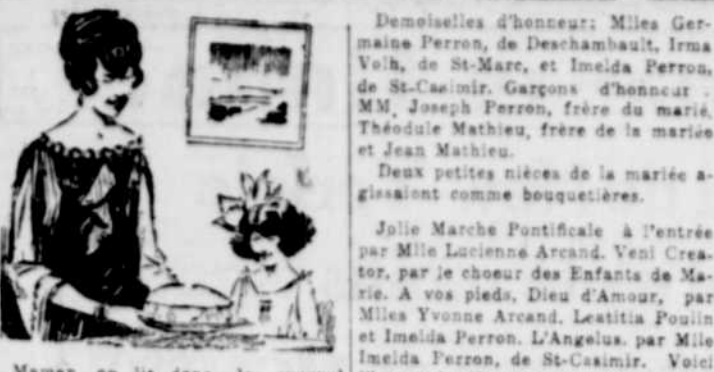 Demoiselles d'honneur: Mlles Ger-
maine Perron, de Deschambault, Irma
Volh, de St-Marc, et Imelda Perron,
de St-Casimir. Garçons d'honneur .
MM. Joseph Perron, frère du marié,
Théodule Mathieu, frère de la mariée
et Jean Mathieu.
Deux petites nièces de la mariée a-
gissaient comme bouquetières.
Jolie Marche Pontificale à l'entrée
par Mlle Lucienne Arcand. Veni Crea-
tor, par le choeur des Enfants de Ma-
rie. A vos pieds, Dieu d'Amour, par
Mlles Yvonne Arcand, Leatitia Poulin
et Imelda Perron. L'Angelus. par Mlle
Imelda Perron, de St-Casimir. Voici